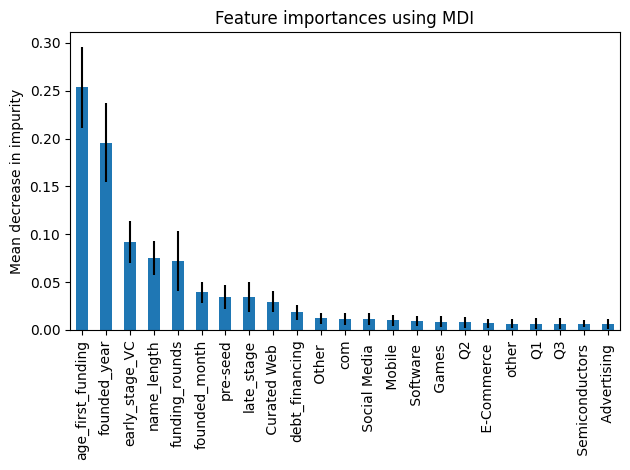 Feature importances using MDI
Mean decrease in impurity
0.30
0.25
0.20
0.15
0.10
0.05
0.00
age_first_funding
founded_year
early_stage_VC
name_length
funding_rounds
founded_month
pre-seed
late_stage
Curated Web
debt_financing
Other
com
Social Media
Mobile
Software
Games
Q2
E-Commerce
other
Q1
Q3
Semiconductors
Advertising